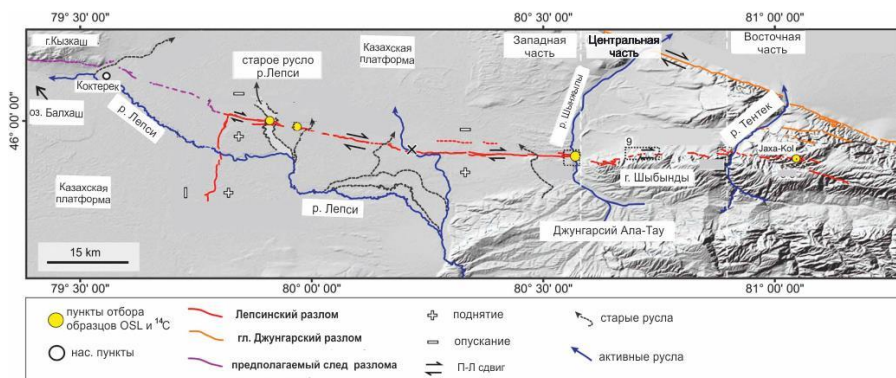 79° 30' 00"
80° 00' 00"
80° 30' 00"
81° 00' 00"
г.Кызкаш
Коктерек
оз. Балхаш
р. Лепси
старое русло
р.Лепси
Казахская
платформа
Западная
часть
Центральная
часть
Восточная
часть
46° 00' 00"
р. Тентек
9
Jaxa-Kol
г. Шыбынды
Казахская
платформа
р. Лепси
Джунгарсий Ала-Тау
15 km
79° 30' 00"
80° 00' 00"
80° 30' 00"
81° 00' 00"
пункты отбора
образцов OSL и ¹⁴C
нас. пункты
Лепсинский разлом
гл. Джунгарский разлом
предполагаемый след разлома
поднятие
опускание
П-Л сдвиг
старые русла
активные русла